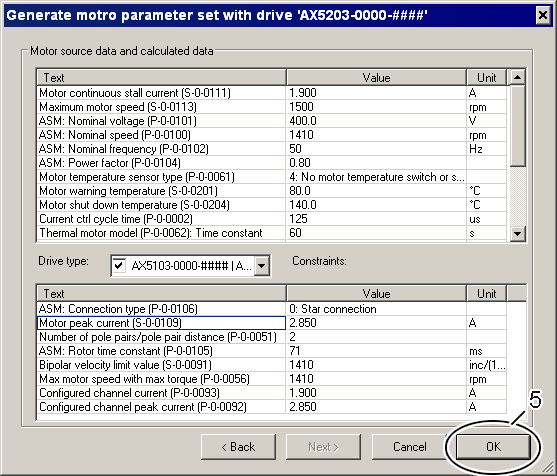 Generate motro parameter set with drive 'AX5203-0000-####'
Motor source data and calculated data
Text Value Unit
Motor continuous stall current (S-0-0111) 1.900 A
Maximum motor speed (S-0-0113) 1500 rpm
ASM: Nominal voltage (P-0-0101) 400.0 V
ASM: Nominal speed (P-0-0100) 1410 rpm
ASM: Nominal frequency (P-0-0102) 50 Hz
ASM: Power factor (P-0-0104) 0.80
Motor temperature sensor type (P-0-0061) 4: No motor temperature switch or s...
Motor warning temperature (S-0-0201) 80.0 °C
Motor shut down temperature (S-0-0204) 140.0 °C
Current ctrl cycle time (P-0-0002) 125 us
Thermal motor model (P-0-0062): Time constant 60 s
Drive type: AX5103-0000-#### | A... Constraints:
Text Value Unit
ASM: Connection type (P-0-0106) 0: Star connection
Motor peak current (S-0-0109) 2.850 A
Number of pole pairs/pole pair distance (P-0-0051) 2
ASM: Rotor time constant (P-0-0105) 71 ms
Bipolar velocity limit value (S-0-0091) 1410 inc/(1...
Max motor speed with max torque (P-0-0056) 1410 rpm
Configured channel current (P-0-0093) 1.900 A
Configured channel peak current (P-0-0092) 2.850 A
5
< Back Next > Cancel OK